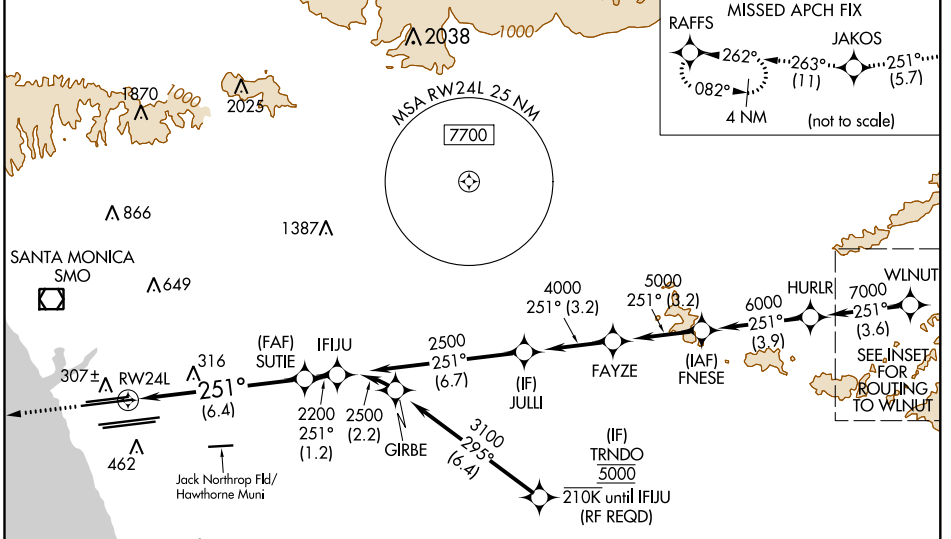 MISSED APCH FIX
RAFFS
JAKOS
262°
263°
(11)
251°
(5.7)
082°
4 NM
(not to scale)
2038
1000
1870
1000
2025
MSA RW24L 25 NM
7700
866
1387
649
SANTA MONICA
SMO
HURLR
WLNUT
7000
251°
(3.6)
6000
251°
(3.9)
5000
251° (3.2)
4000
251° (3.2)
SEE INSET
FOR
ROUTING
TO WLNUT
(IAF)
FNESE
FAYZE
(IF)
JULLI
2500
251°
(6.7)
IFIJU
(FAF)
SUTIE
316
307±
RW24L
251°
(6.4)
2200
251°
(1.2)
2500
(2.2)
GIRBE
3100
295°
(6.4)
(IF)
TRNDO
5000
210K until IFIJU
(RF REQD)
462
Jack Northrop Fld/
Hawthorne Muni